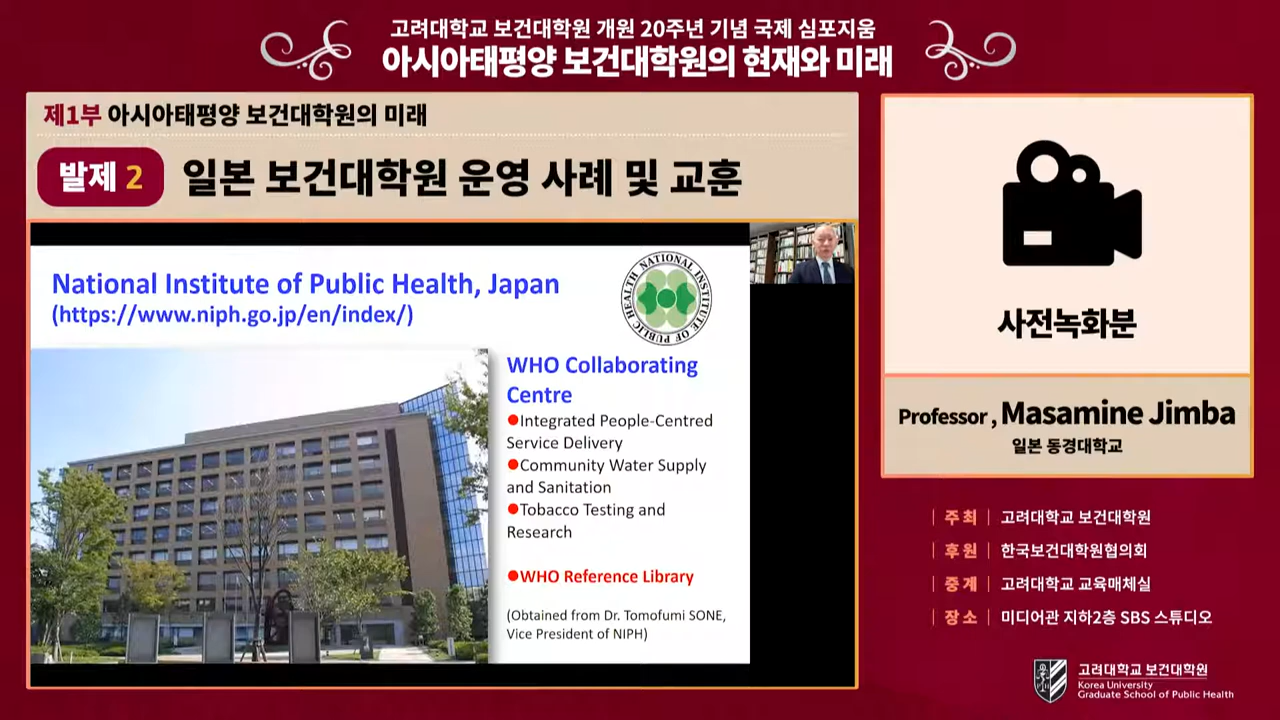 고려대학교 보건대학원 개원 20주년 기념 국제 심포지움
아시아태평양 보건대학원의 현재와 미래
제1부 아시아태평양 보건대학원의 미래
발제 2 일본 보건대학원 운영 사례 및 교훈
National Institute of Public Health, Japan
(https://www.niph.go.jp/en/index/)
NATIONAL INSTITUTE OF PUBLIC HEALTH
WHO Collaborating
Centre
●Integrated People-Centred
Service Delivery
●Community Water Supply
and Sanitation
●Tobacco Testing and
Research
●WHO Reference Library
(Obtained from Dr. Tomofumi SONE,
Vice President of NIPH)
사전녹화분
Professor , Masamine Jimba
일본 동경대학교
| 주 최 | 고려대학교 보건대학원
| 후 원 | 한국보건대학원협의회
| 중 계 | 고려대학교 교육매체실
| 장 소 | 미디어관 지하2층 SBS 스튜디오
고려대학교 보건대학원
Korea University
Graduate School of Public Health